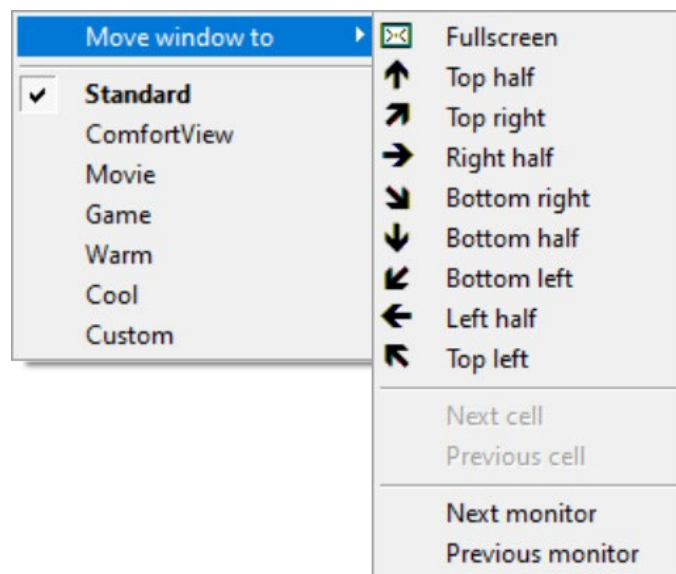 Move window to
Standard
ComfortView
Movie
Game
Warm
Cool
Custom
Fullscreen
Top half
Top right
Right half
Bottom right
Bottom half
Bottom left
Left half
Top left
Next cell
Previous cell
Next monitor
Previous monitor